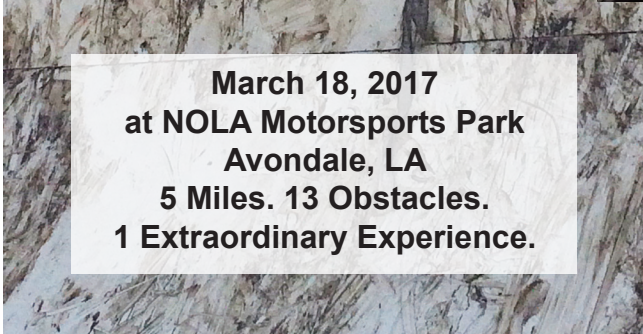 March 18, 2017
at NOLA Motorsports Park
Avondale, LA
5 Miles. 13 Obstacles.
1 Extraordinary Experience.